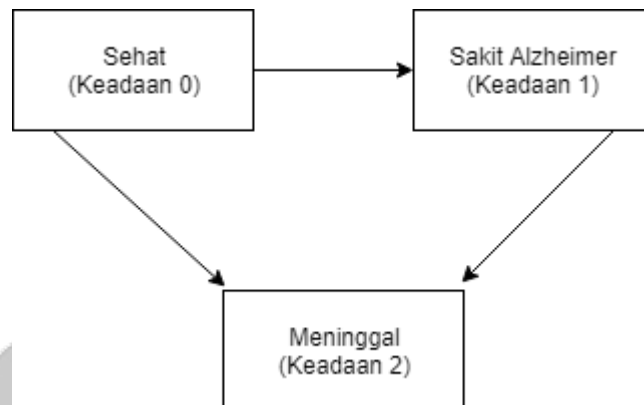 Sehat
(Keadaan 0)
Sakit Alzheimer
(Keadaan 1)
Meninggal
(Keadaan 2)